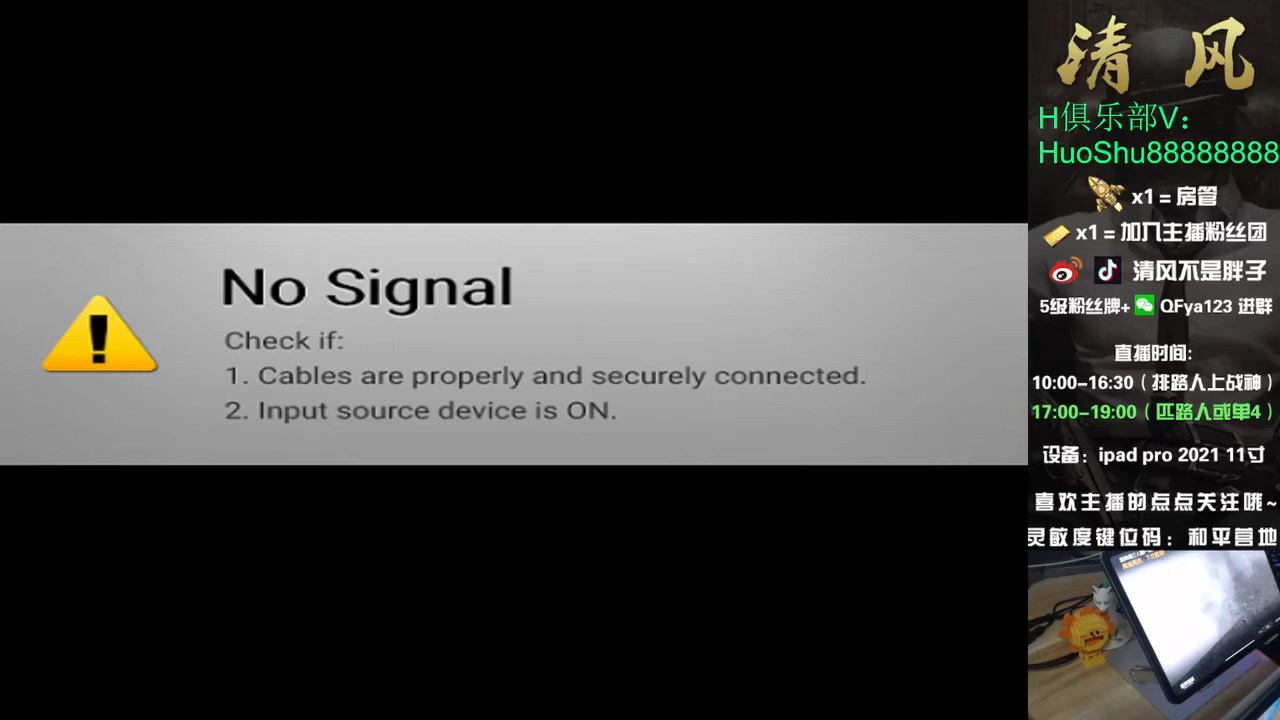 No Signal
Check if:
1. Cables are properly and securely connected.
2. Input source device is ON.
清 风
H俱乐部V：
HuoShu88888888
x1 = 房管
x1 = 加入主播粉丝团
清风不是胖子
5级粉丝牌+ QFya123 进群
直播时间:
10:00-16:30（排路人上战神）
17:00-19:00（匹路人或单4）
设备：ipad pro 2021 11寸
喜欢主播的点点关注哦~
灵敏度键位码：和平营地